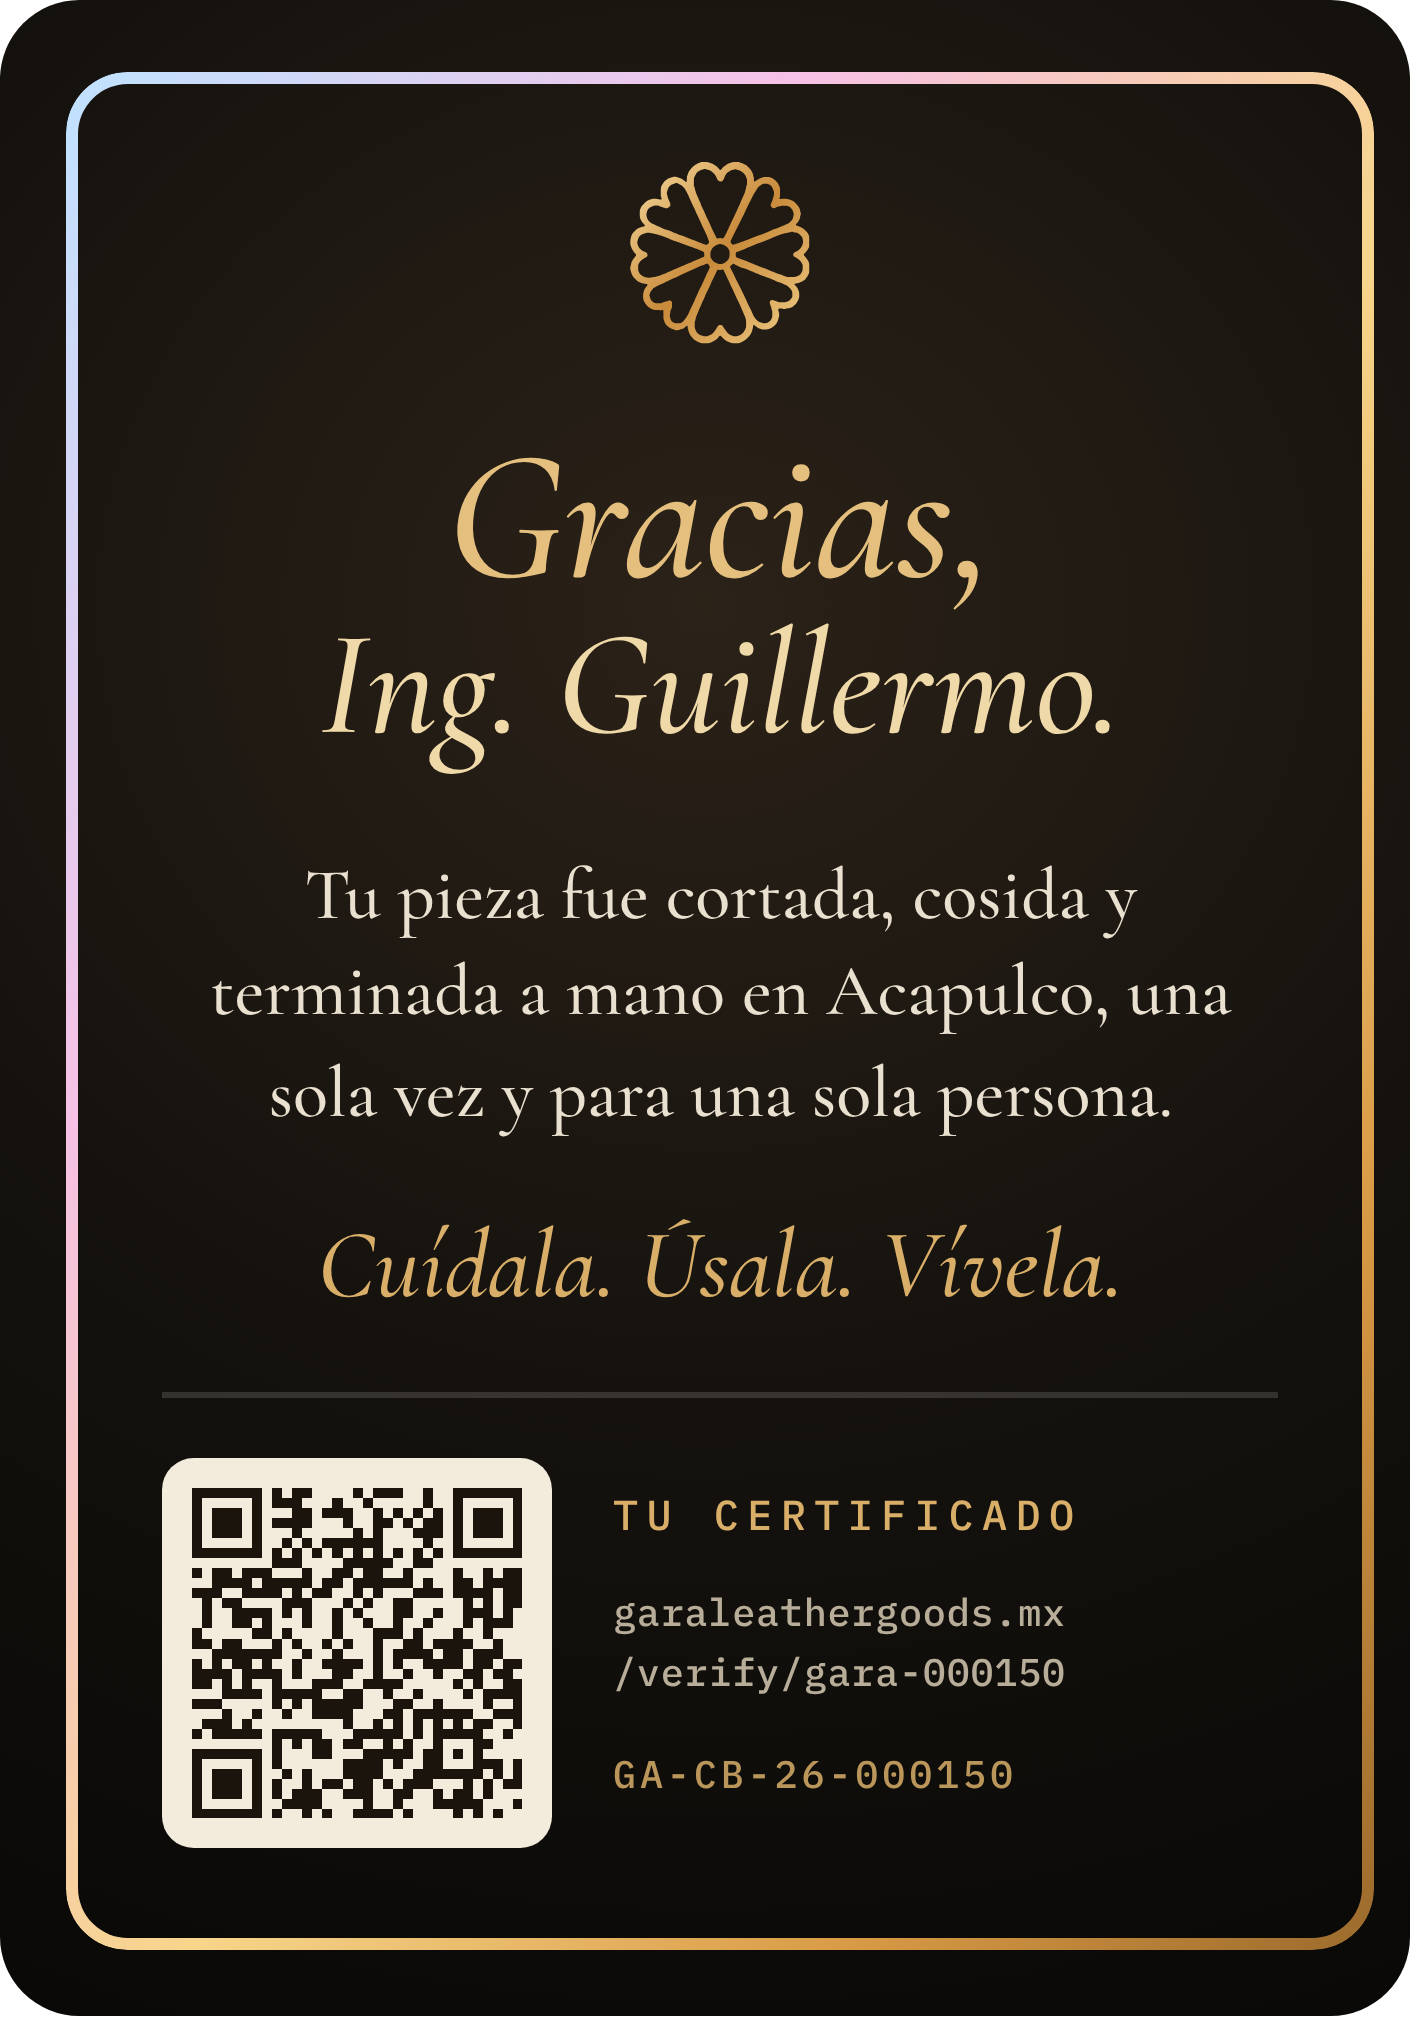 Gracias,
Ing. Guillermo.
Tu pieza fue cortada, cosida y
terminada a mano en Acapulco, una
sola vez y para una sola persona.
Cuídala. Úsala. Vívela.
TU CERTIFICADO
garaleathergoods.mx
/verify/gara-000150
GA-CB-26-000150